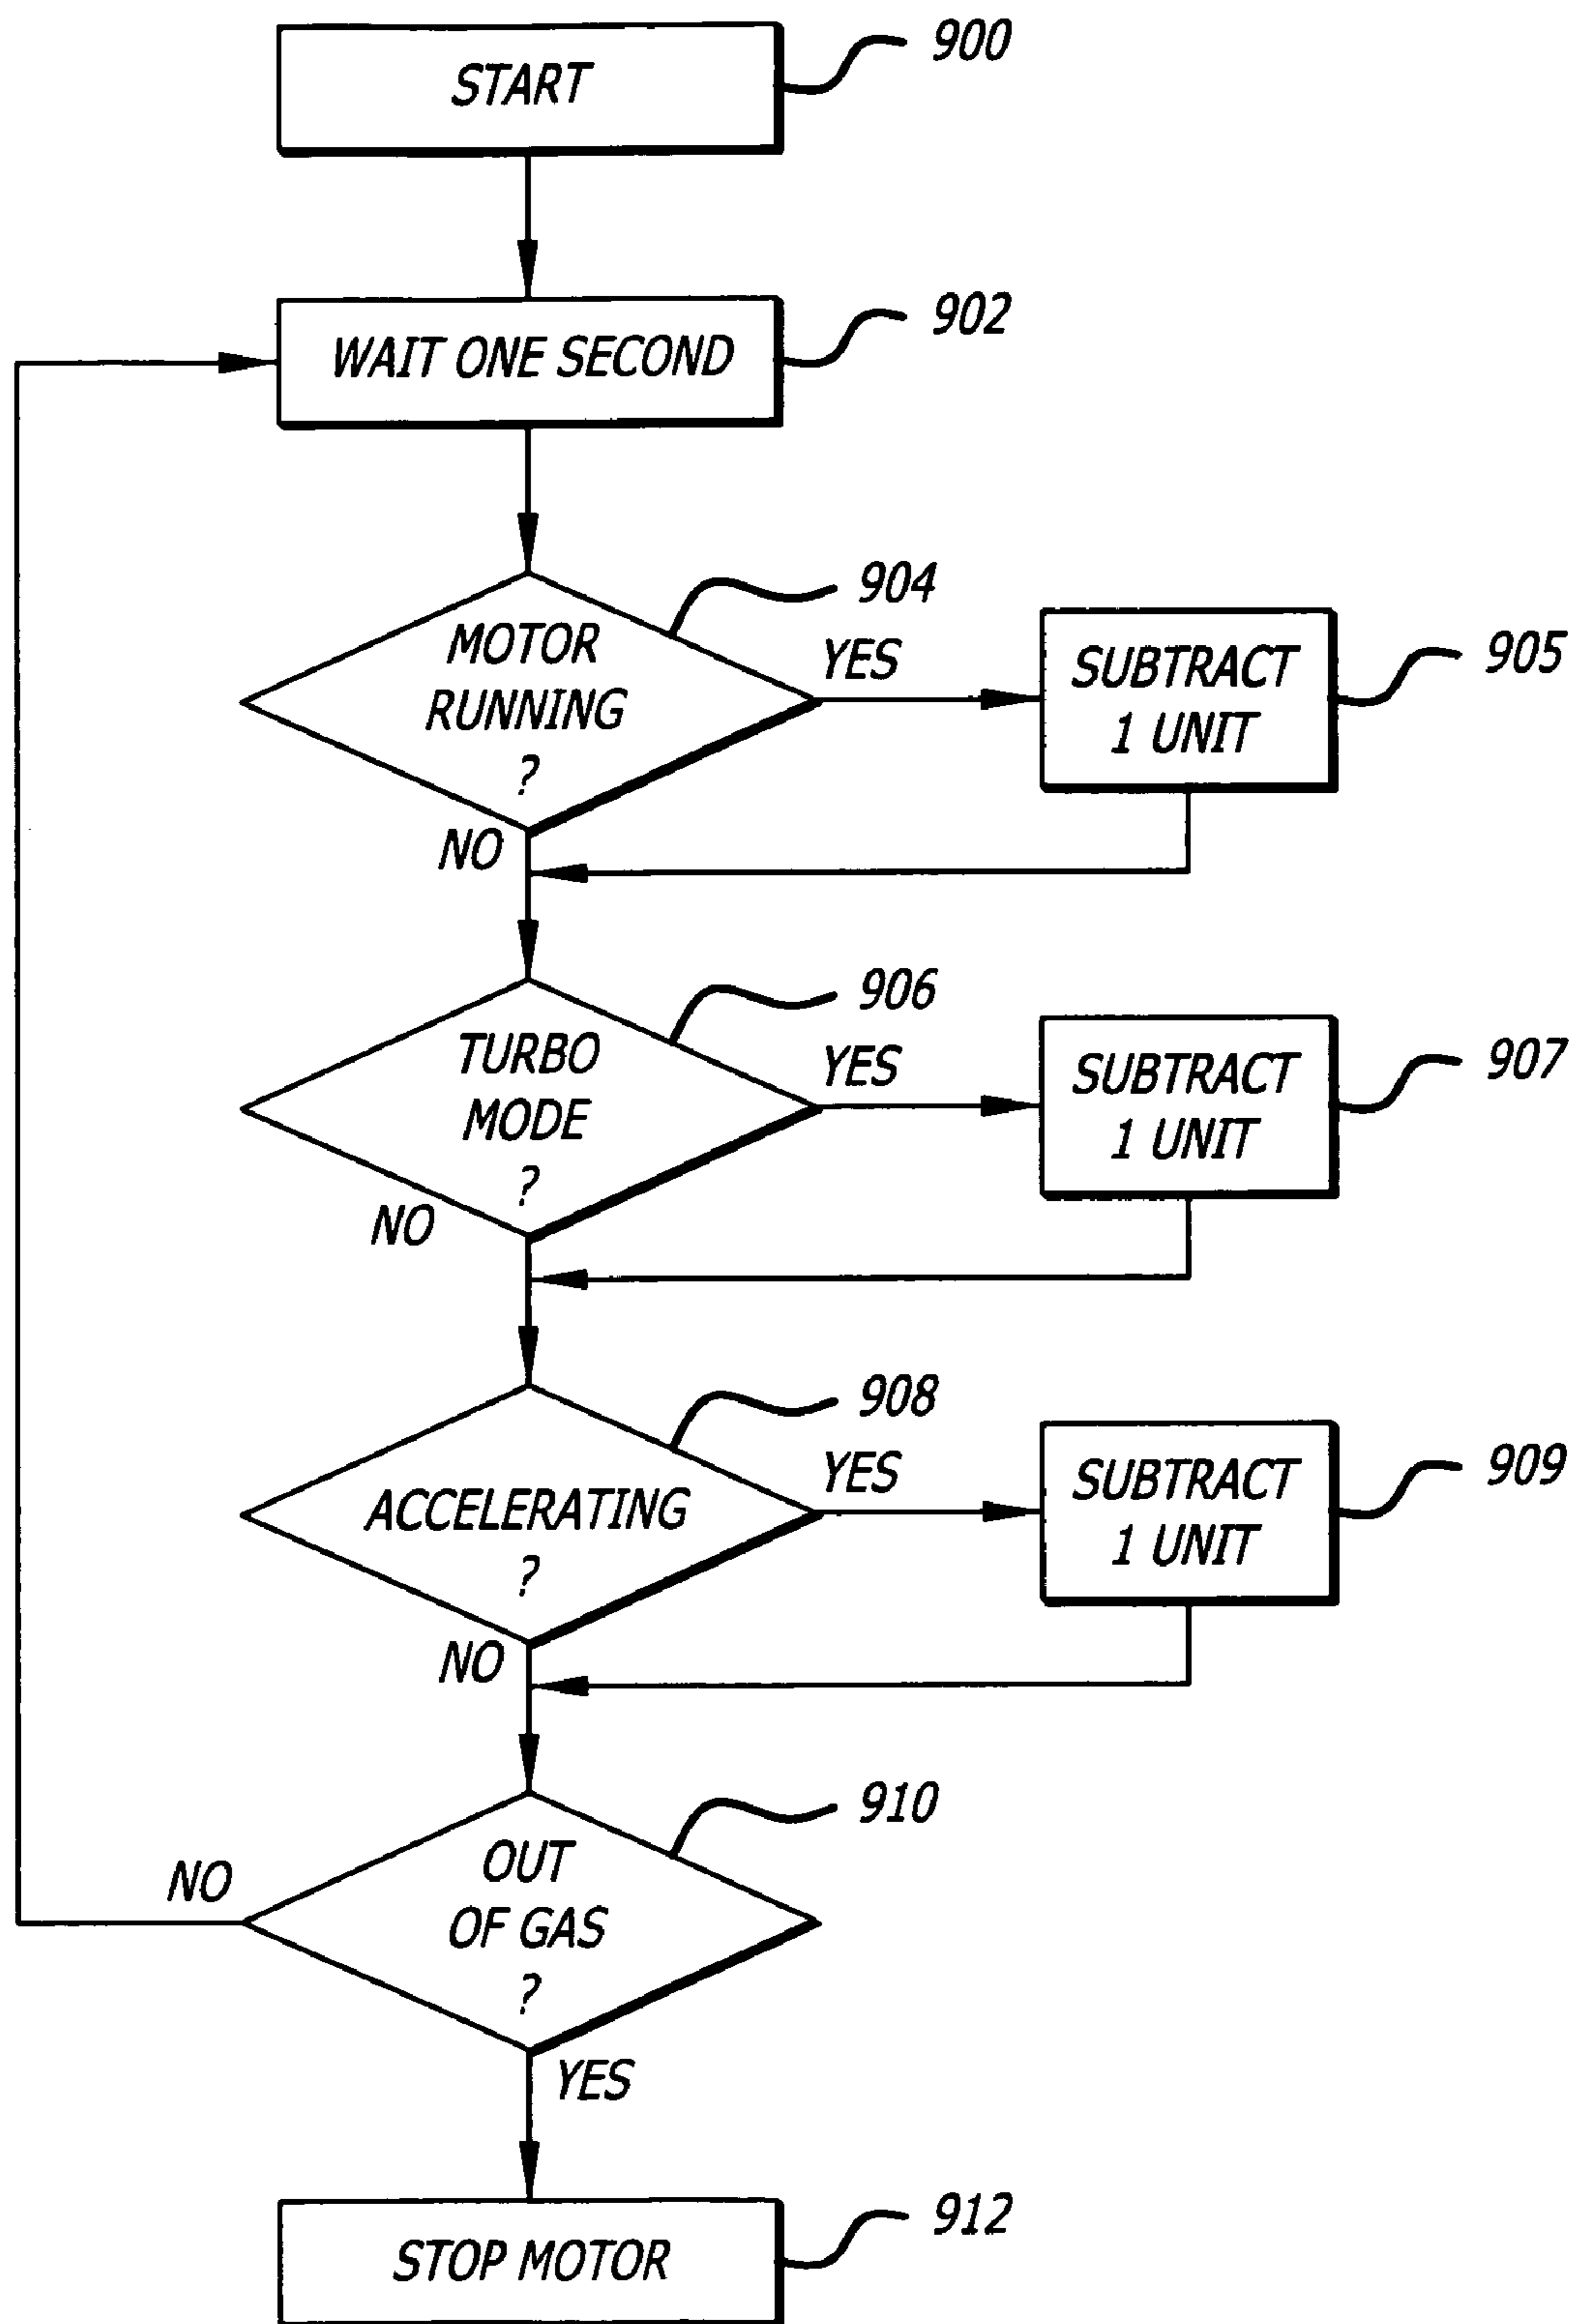 START
900
WAIT ONE SECOND
902
904
MOTOR
RUNNING
?
YES
SUBTRACT
1 UNIT
905
NO
906
TURBO
MODE
?
YES
SUBTRACT
1 UNIT
907
NO
908
ACCELERATING
?
YES
SUBTRACT
1 UNIT
909
NO
910
OUT
OF GAS
?
NO
YES
STOP MOTOR
912